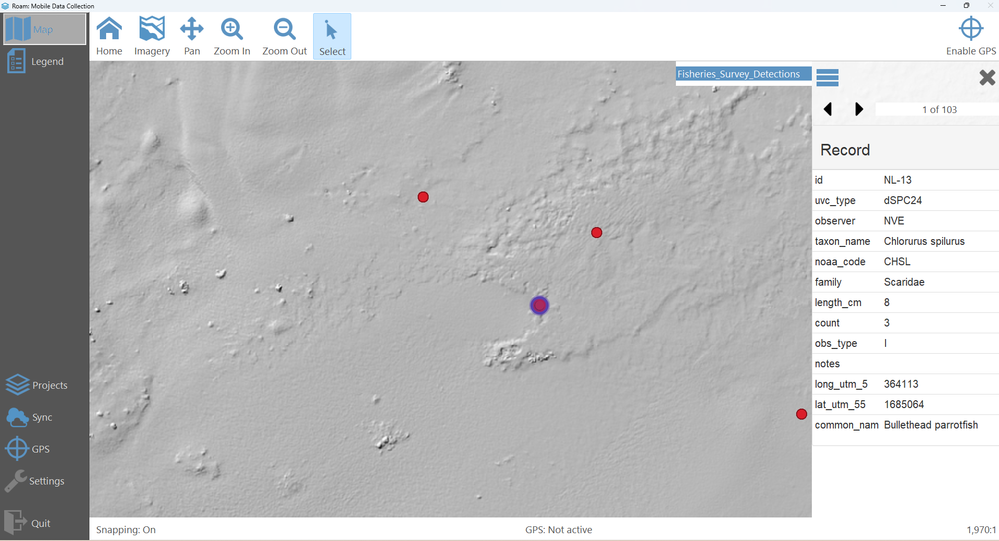 Roam: Mobile Data Collection
Map
Legend
Home
Imagery
Pan
Zoom In
Zoom Out
Select
Enable GPS
Fisheries_Survey_Detections
1 of 103
Record
id NL-13
uvc_type dSPC24
observer NVE
taxon_name Chlorurus spilurus
noaa_code CHSL
family Scaridae
length_cm 8
count 3
obs_type I
notes
long_utm_5 364113
lat_utm_55 1685064
common_nam Bullethead parrotfish
Projects
Sync
GPS
Settings
Quit
Snapping: On
GPS: Not active
1,970:1